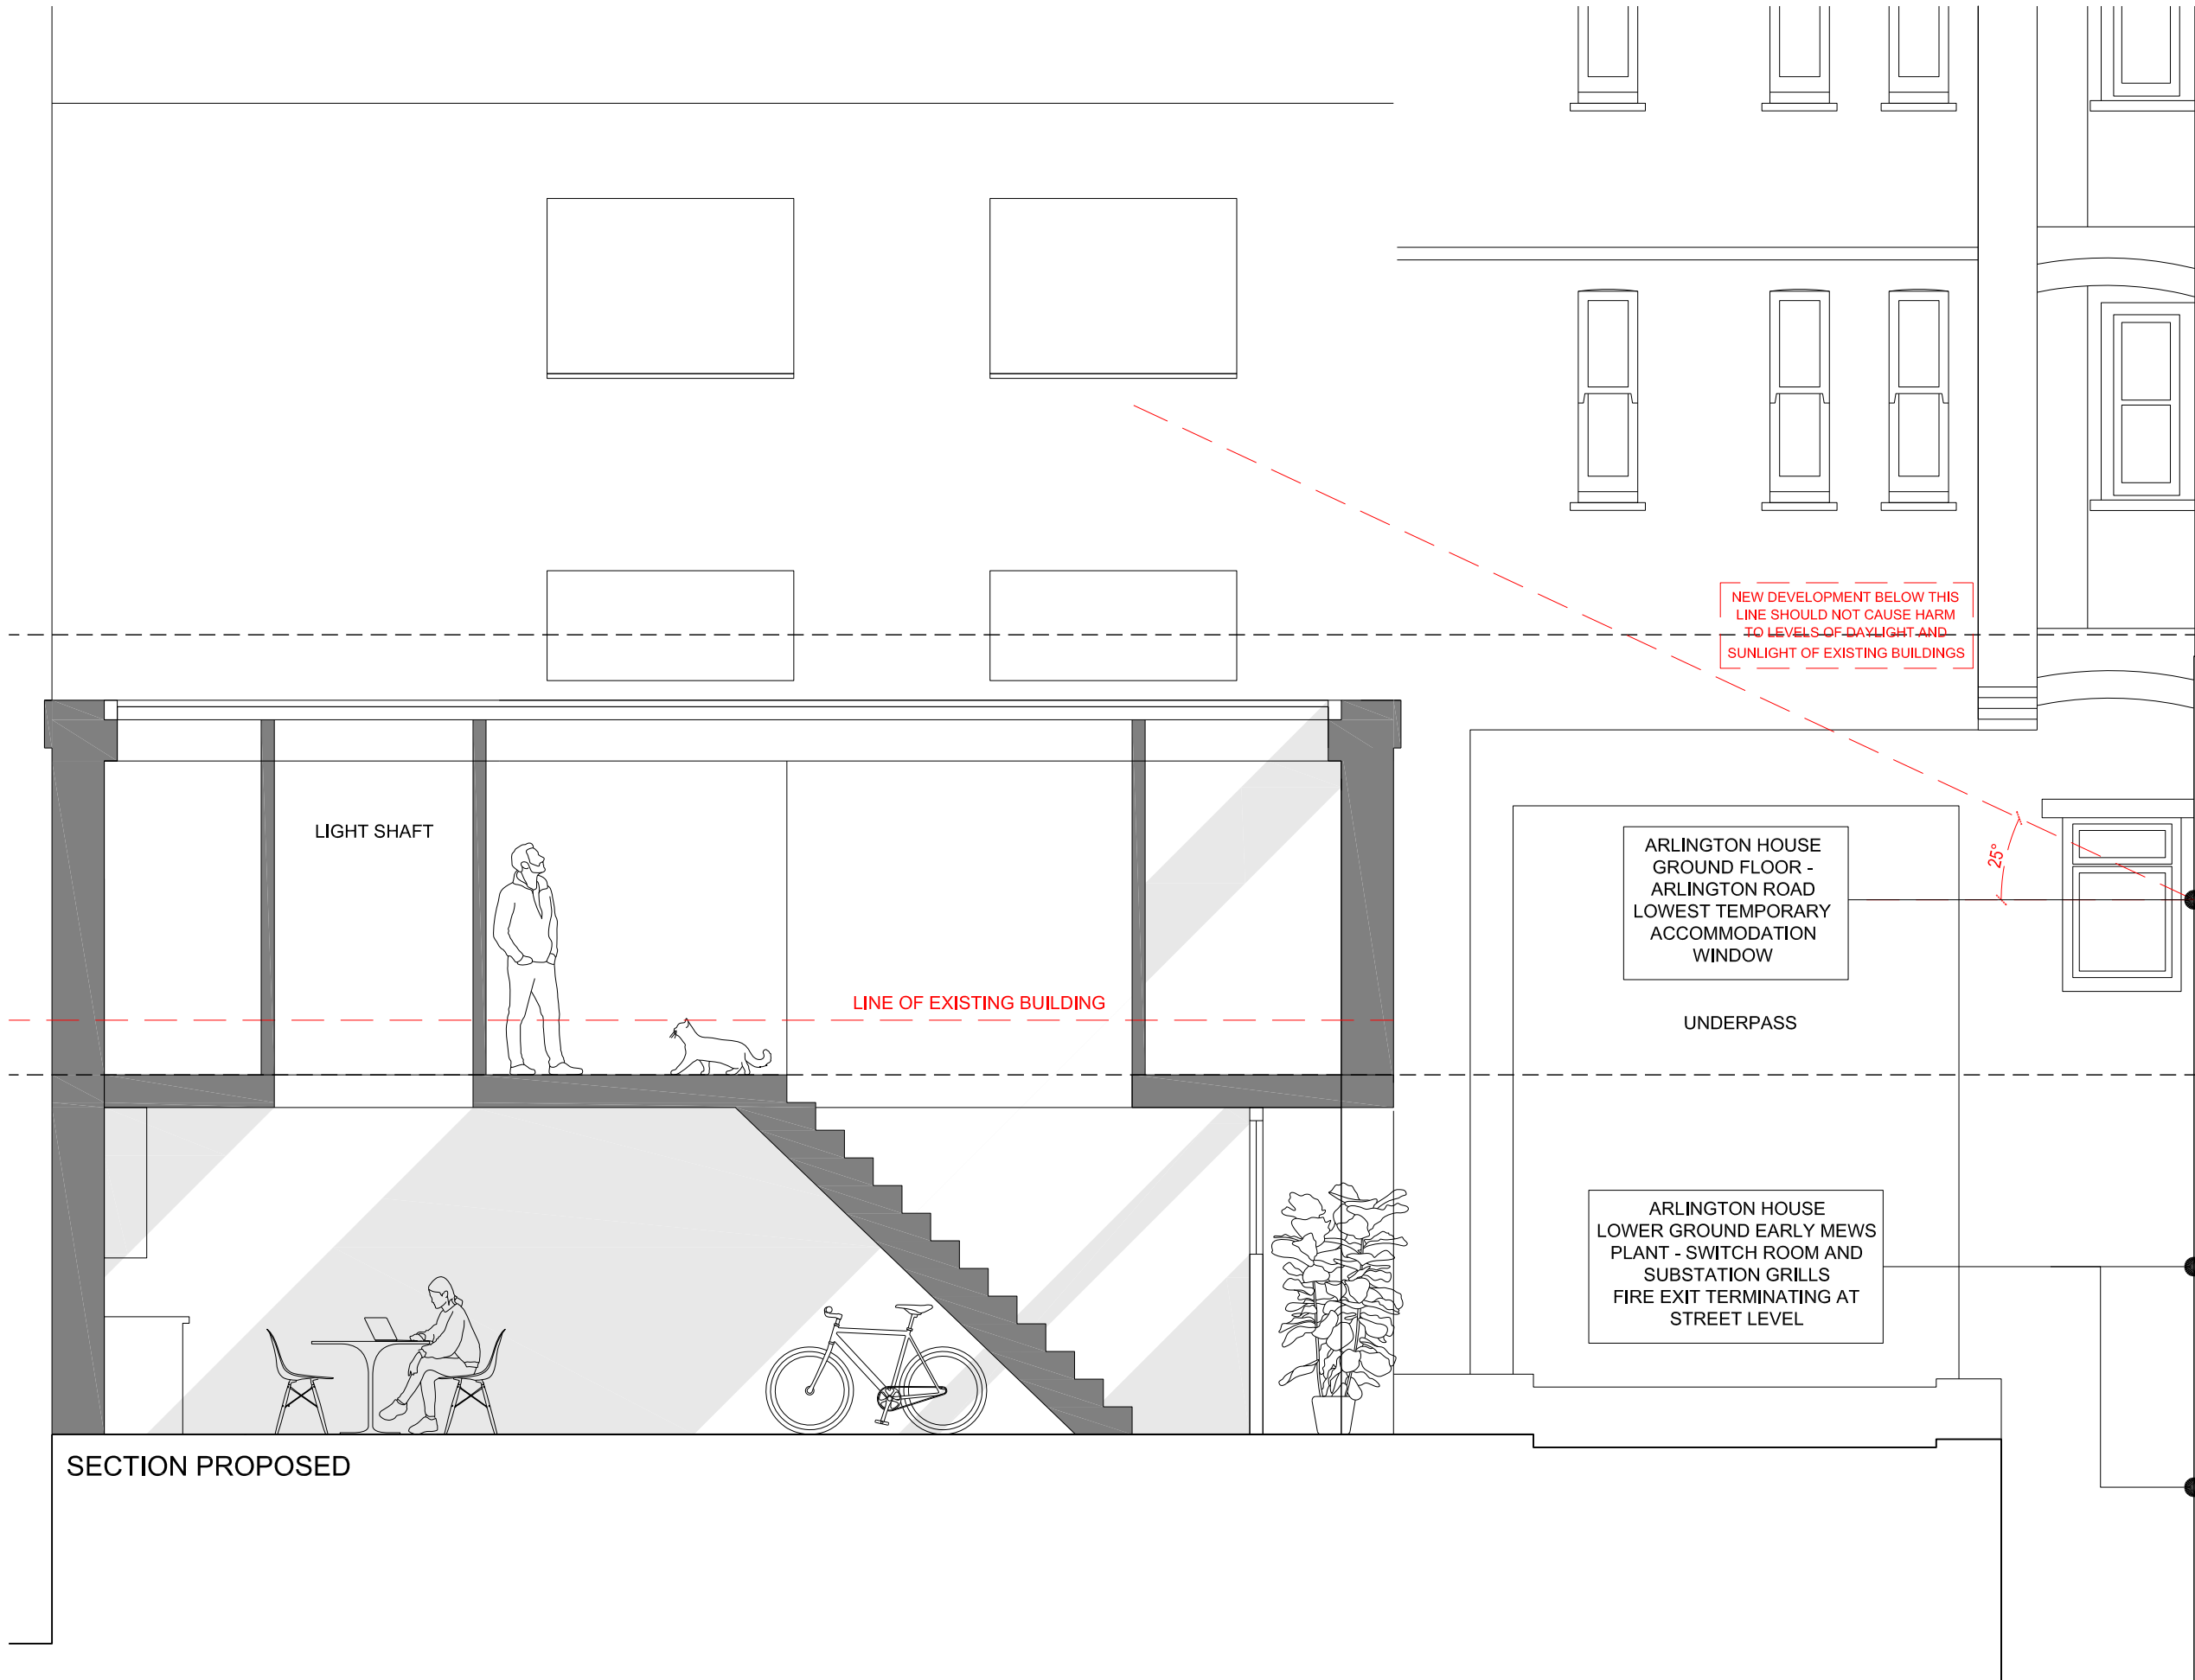 NEW DEVELOPMENT BELOW THIS
LINE SHOULD NOT CAUSE HARM
TO LEVELS OF DAYLIGHT AND
SUNLIGHT OF EXISTING BUILDINGS
LIGHT SHAFT
25°
ARLINGTON HOUSE
GROUND FLOOR -
ARLINGTON ROAD
LOWEST TEMPORARY
ACCOMMODATION
WINDOW
LINE OF EXISTING BUILDING
UNDERPASS
ARLINGTON HOUSE
LOWER GROUND EARLY MEWS
PLANT - SWITCH ROOM AND
SUBSTATION GRILLS
FIRE EXIT TERMINATING AT
STREET LEVEL
SECTION PROPOSED